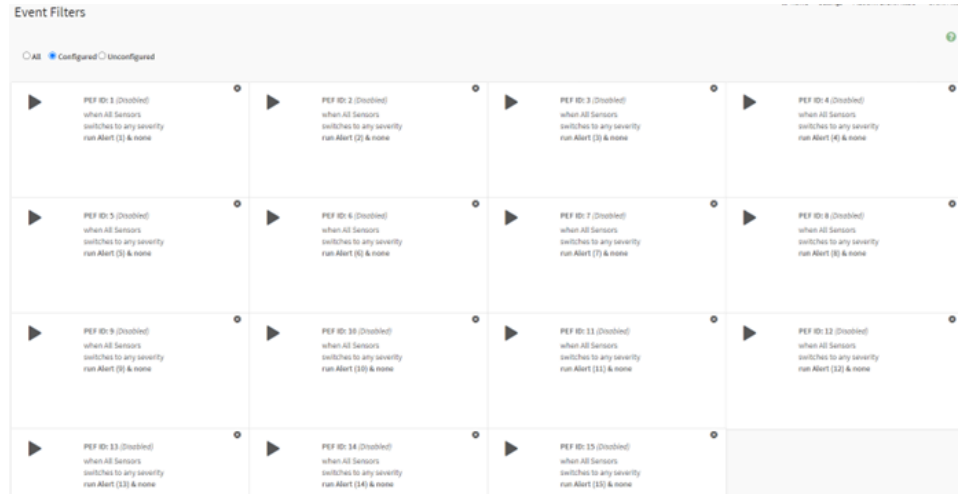 Event Filters
All Configured Unconfigured
PEF ID: 1 (Disabled)
when All Sensors
switches to any severity
run Alert (1) & none
PEF ID: 2 (Disabled)
when All Sensors
switches to any severity
run Alert (2) & none
PEF ID: 3 (Disabled)
when All Sensors
switches to any severity
run Alert (3) & none
PEF ID: 4 (Disabled)
when All Sensors
switches to any severity
run Alert (4) & none
PEF ID: 5 (Disabled)
when All Sensors
switches to any severity
run Alert (5) & none
PEF ID: 6 (Disabled)
when All Sensors
switches to any severity
run Alert (6) & none
PEF ID: 7 (Disabled)
when All Sensors
switches to any severity
run Alert (7) & none
PEF ID: 8 (Disabled)
when All Sensors
switches to any severity
run Alert (8) & none
PEF ID: 9 (Disabled)
when All Sensors
switches to any severity
run Alert (9) & none
PEF ID: 10 (Disabled)
when All Sensors
switches to any severity
run Alert (10) & none
PEF ID: 11 (Disabled)
when All Sensors
switches to any severity
run Alert (11) & none
PEF ID: 12 (Disabled)
when All Sensors
switches to any severity
run Alert (12) & none
PEF ID: 13 (Disabled)
when All Sensors
switches to any severity
run Alert (13) & none
PEF ID: 14 (Disabled)
when All Sensors
switches to any severity
run Alert (14) & none
PEF ID: 15 (Disabled)
when All Sensors
switches to any severity
run Alert (15) & none